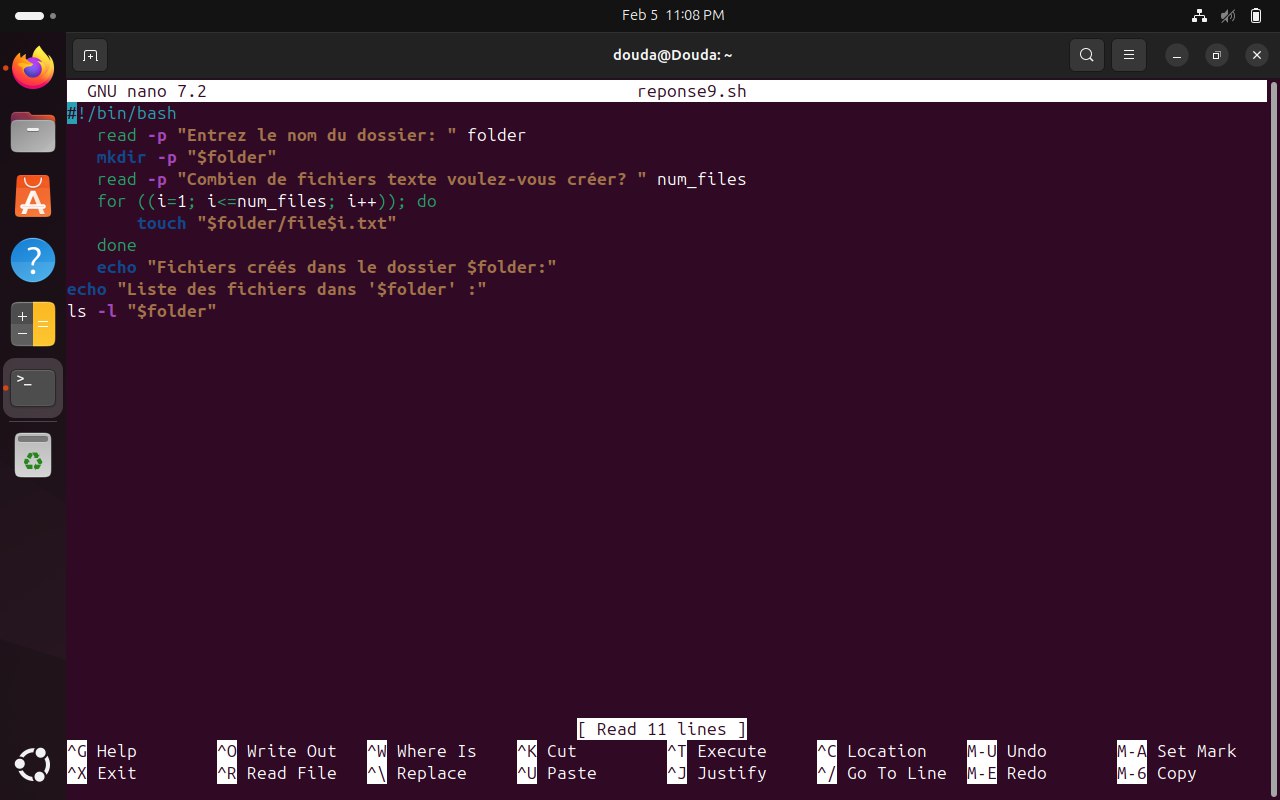 Feb 5 11:08 PM
douda@Douda: ~
GNU nano 7.2 reponse9.sh
#!/bin/bash
   read -p "Entrez le nom du dossier: " folder
   mkdir -p "$folder"
   read -p "Combien de fichiers texte voulez-vous créer? " num_files
   for ((i=1; i<=num_files; i++)); do
       touch "$folder/file$i.txt"
   done
   echo "Fichiers créés dans le dossier $folder:"
echo "Liste des fichiers dans '$folder' :"
ls -l "$folder"
[ Read 11 lines ]
^G Help ^O Write Out ^W Where Is ^K Cut ^T Execute ^C Location M-U Undo M-A Set Mark
^X Exit ^R Read File ^\ Replace ^U Paste ^J Justify ^/ Go To Line M-E Redo M-6 Copy